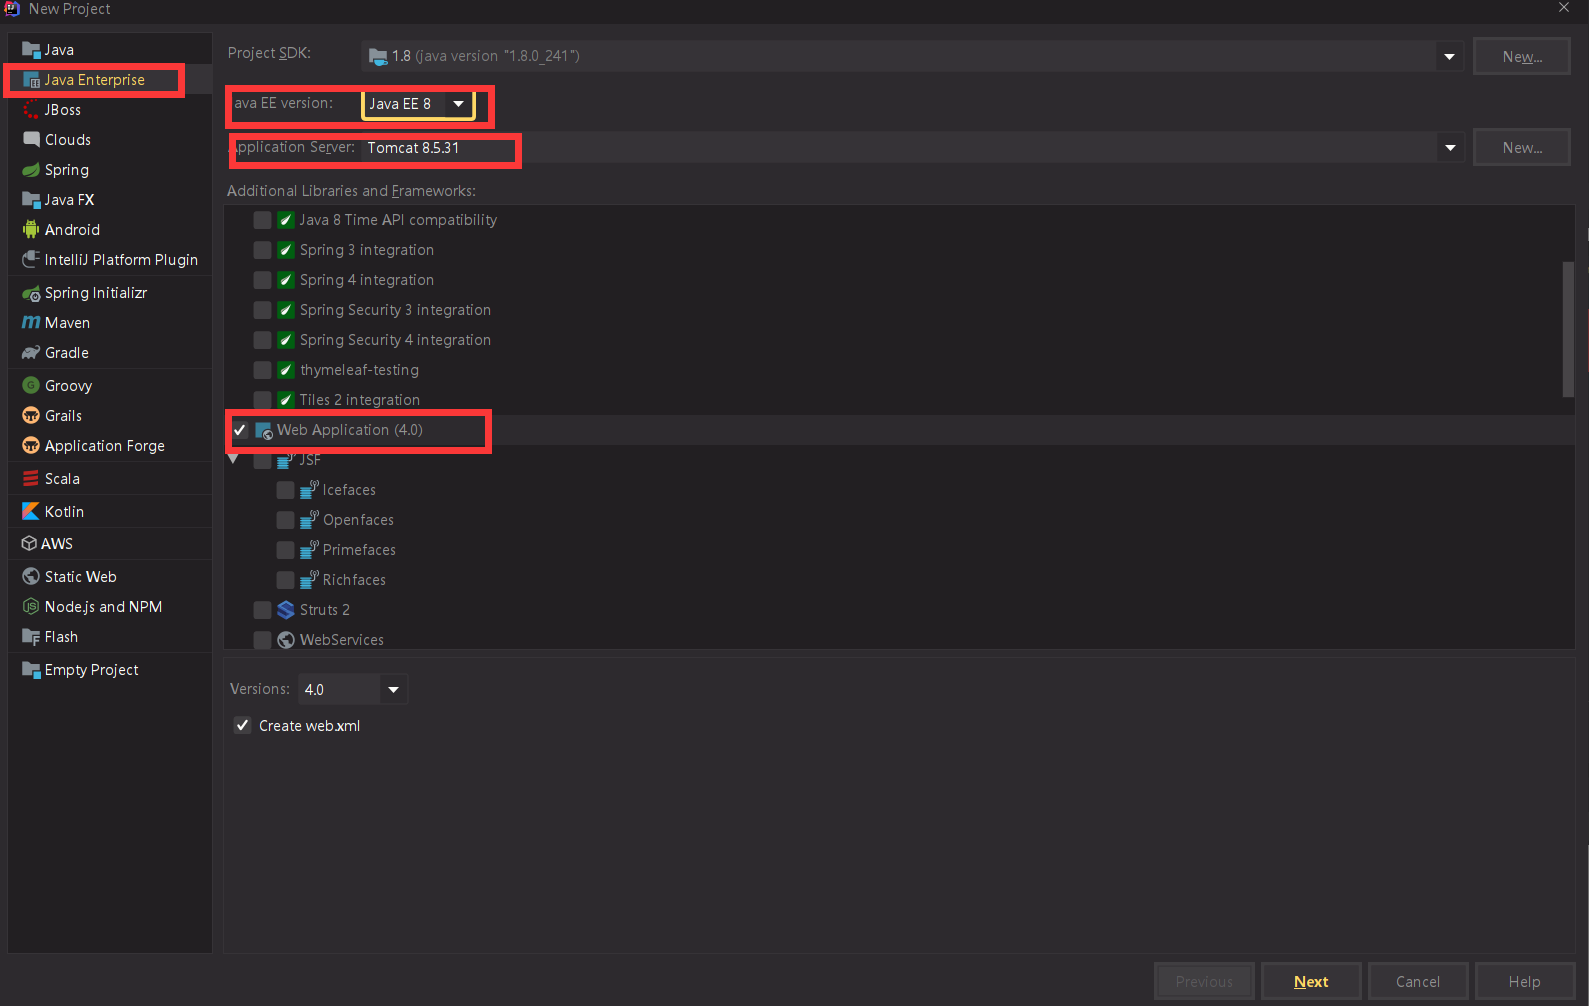 New Project
Java
Java Enterprise
JBoss
Clouds
Spring
Java FX
Android
IntelliJ Platform Plugin
Spring Initializr
Maven
Gradle
Groovy
Grails
Application Forge
Scala
Kotlin
AWS
Static Web
Node.js and NPM
Flash
Empty Project
Project SDK: 1.8 (java version "1.8.0_241") New...
ava EE version: Java EE 8
Application Server: Tomcat 8.5.31 New...
Additional Libraries and Frameworks:
Java 8 Time API compatibility
Spring 3 integration
Spring 4 integration
Spring Security 3 integration
Spring Security 4 integration
thymeleaf-testing
Tiles 2 integration
Web Application (4.0)
JSF
Icefaces
Openfaces
Primefaces
Richfaces
Struts 2
WebServices
Versions: 4.0
Create web.xml
Previous Next Cancel Help